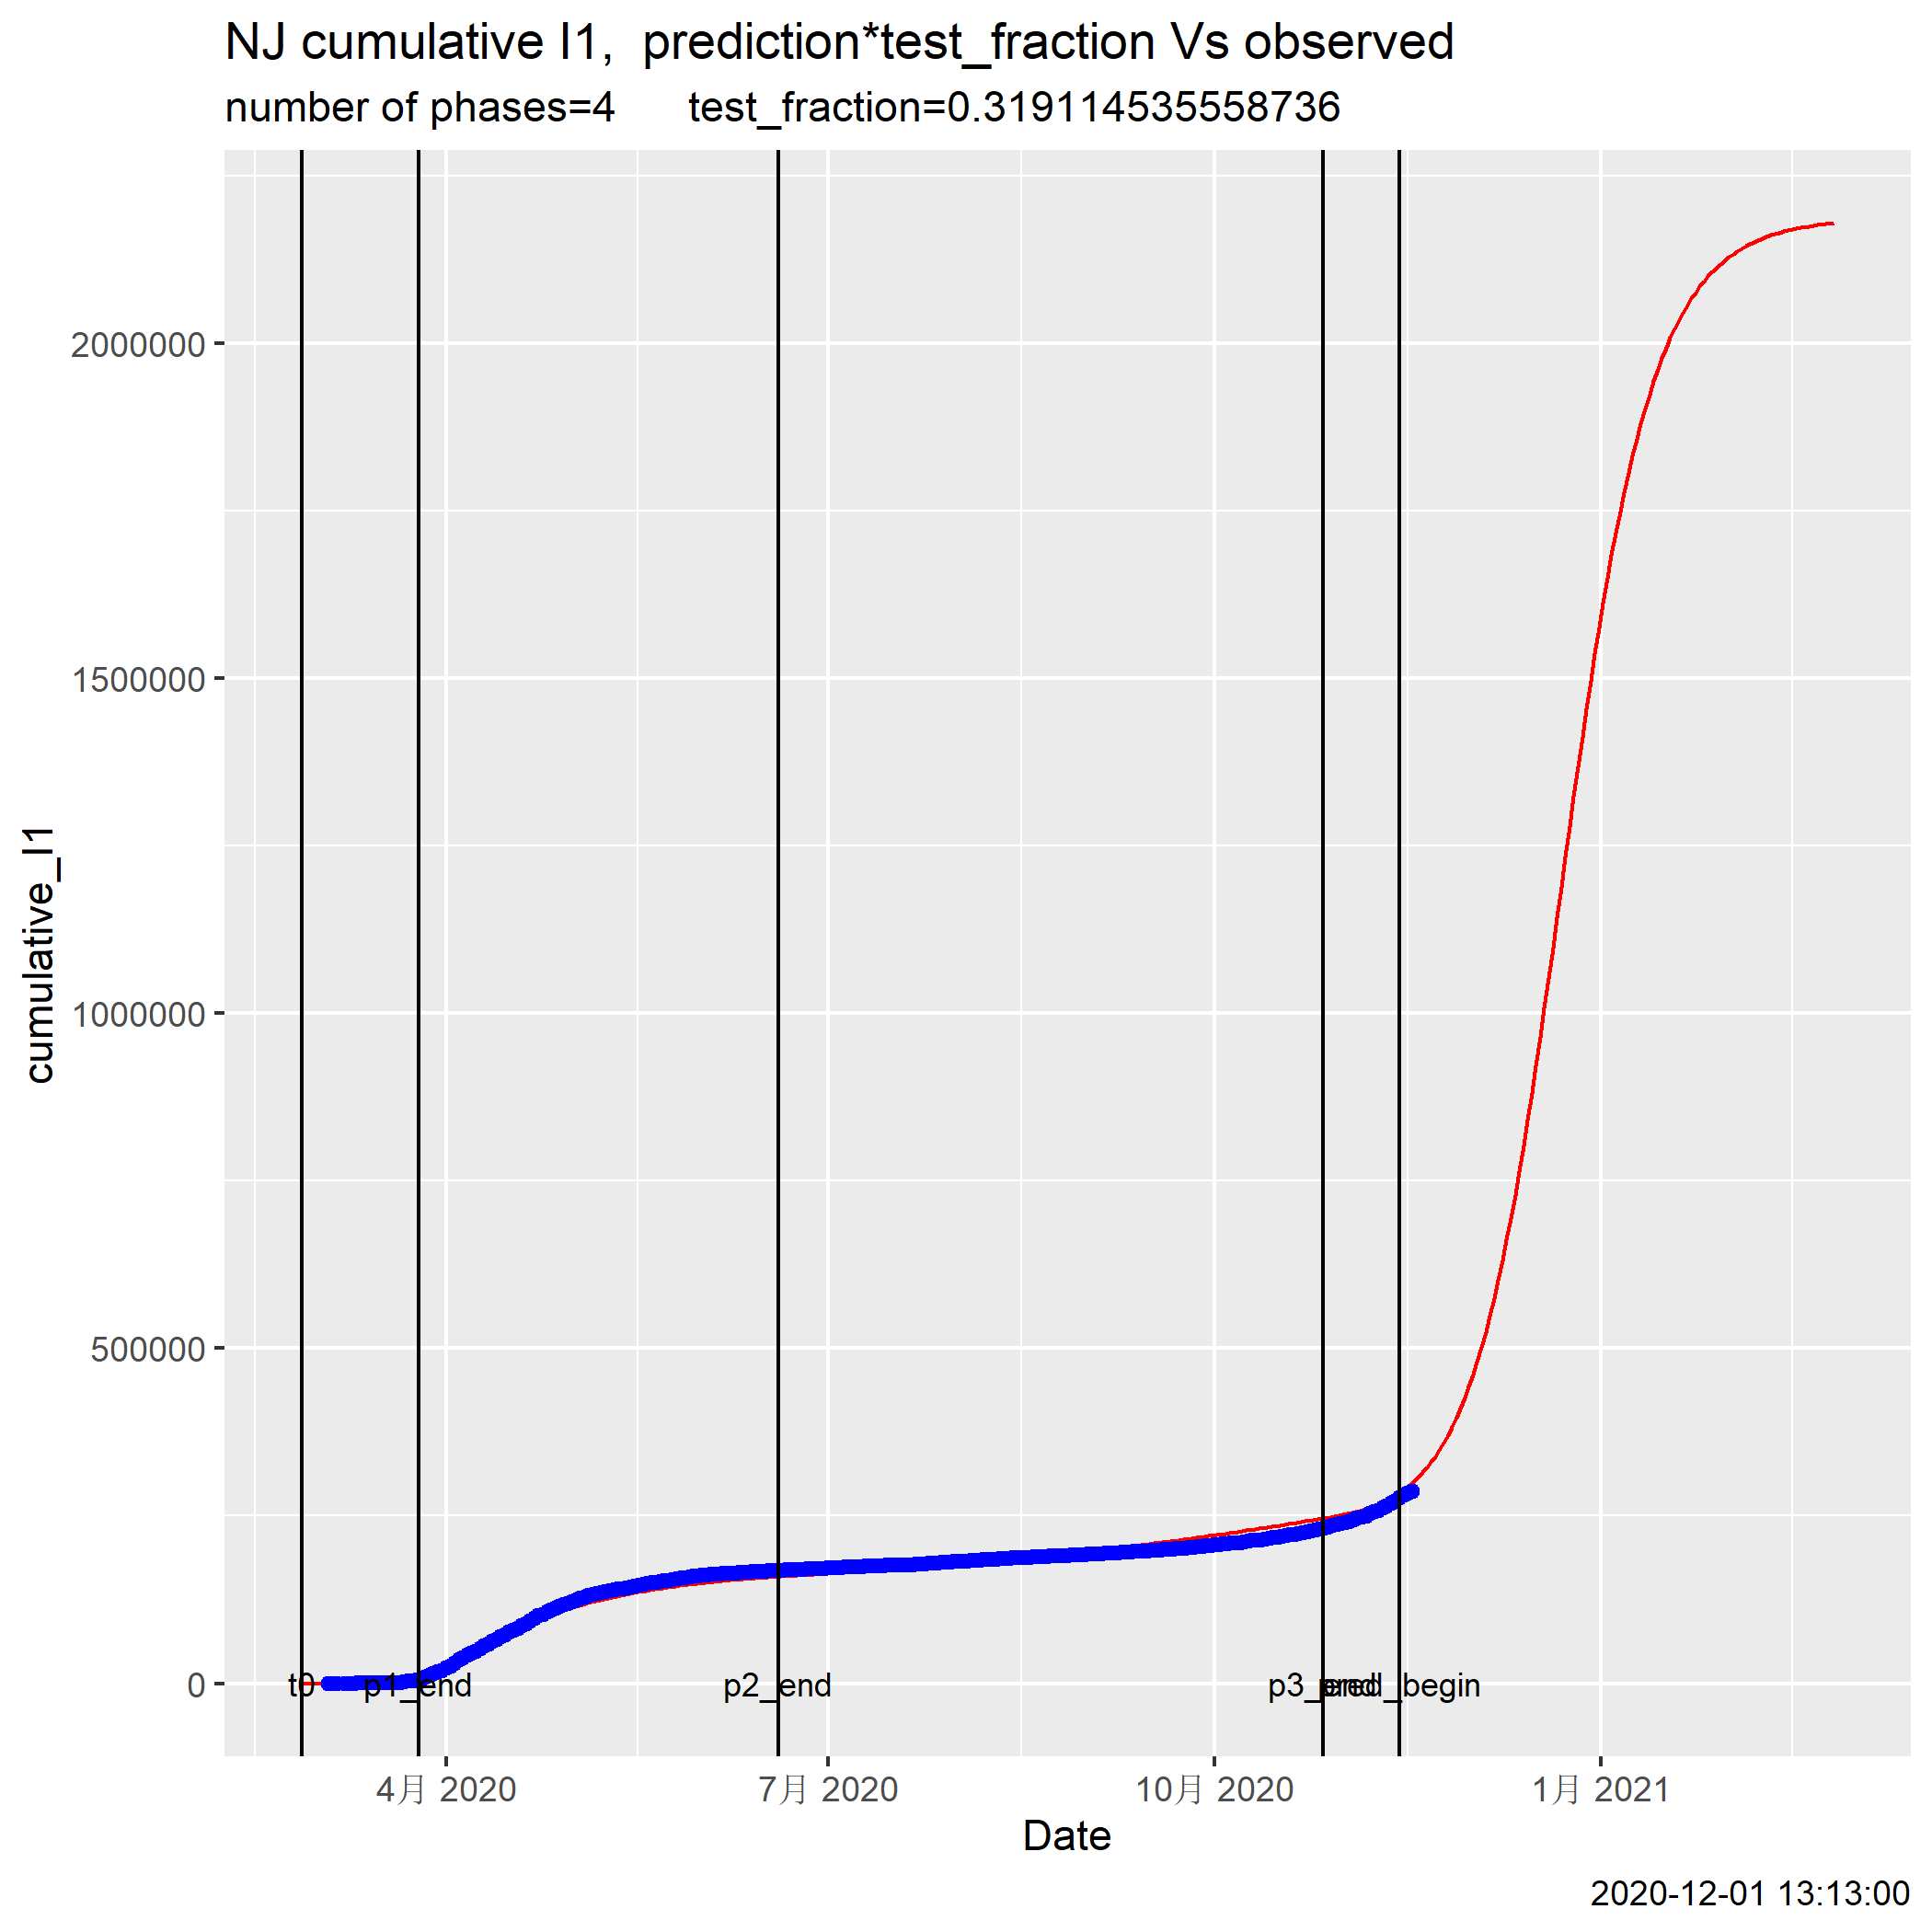 NJ cumulative I1,  prediction*test_fraction Vs observed
number of phases=4      test_fraction=0.319114535558736
2000000
1500000
1000000
500000
0
cumulative_I1
t0
p1_end
p2_end
p3_end
pred_begin
4月 2020
7月 2020
10月 2020
1月 2021
Date
2020-12-01 13:13:00